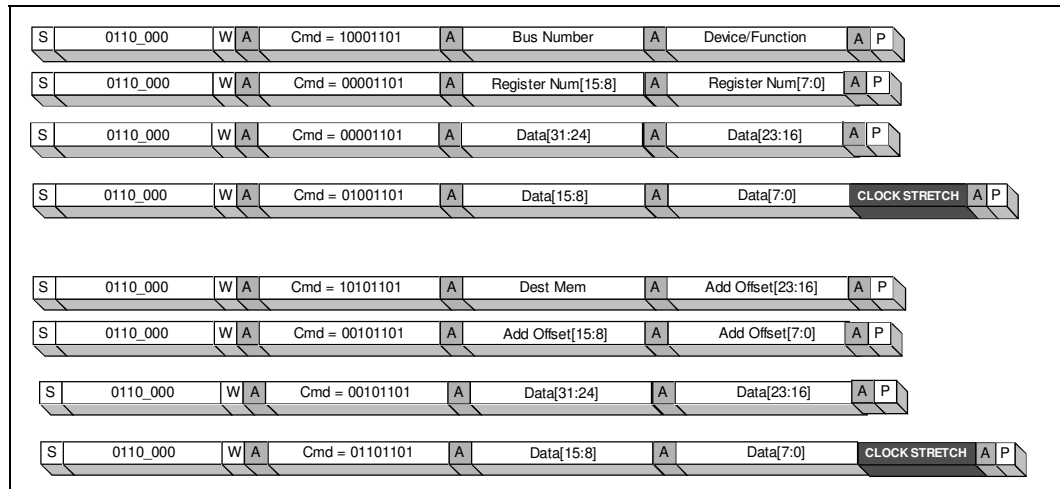 S 0110_000 W A Cmd = 10001101 A Bus Number A Device/Function A P
S 0110_000 W A Cmd = 00001101 A Register Num[15:8] A Register Num[7:0] A P
S 0110_000 W A Cmd = 00001101 A Data[31:24] A Data[23:16] A P
S 0110_000 W A Cmd = 01001101 A Data[15:8] A Data[7:0] CLOCK STRETCH A P
S 0110_000 W A Cmd = 10101101 A Dest Mem A Add Offset[23:16] A P
S 0110_000 W A Cmd = 00101101 A Add Offset[15:8] A Add Offset[7:0] A P
S 0110_000 W A Cmd = 00101101 A Data[31:24] A Data[23:16] A P
S 0110_000 W A Cmd = 01101101 A Data[15:8] A Data[7:0] CLOCK STRETCH A P